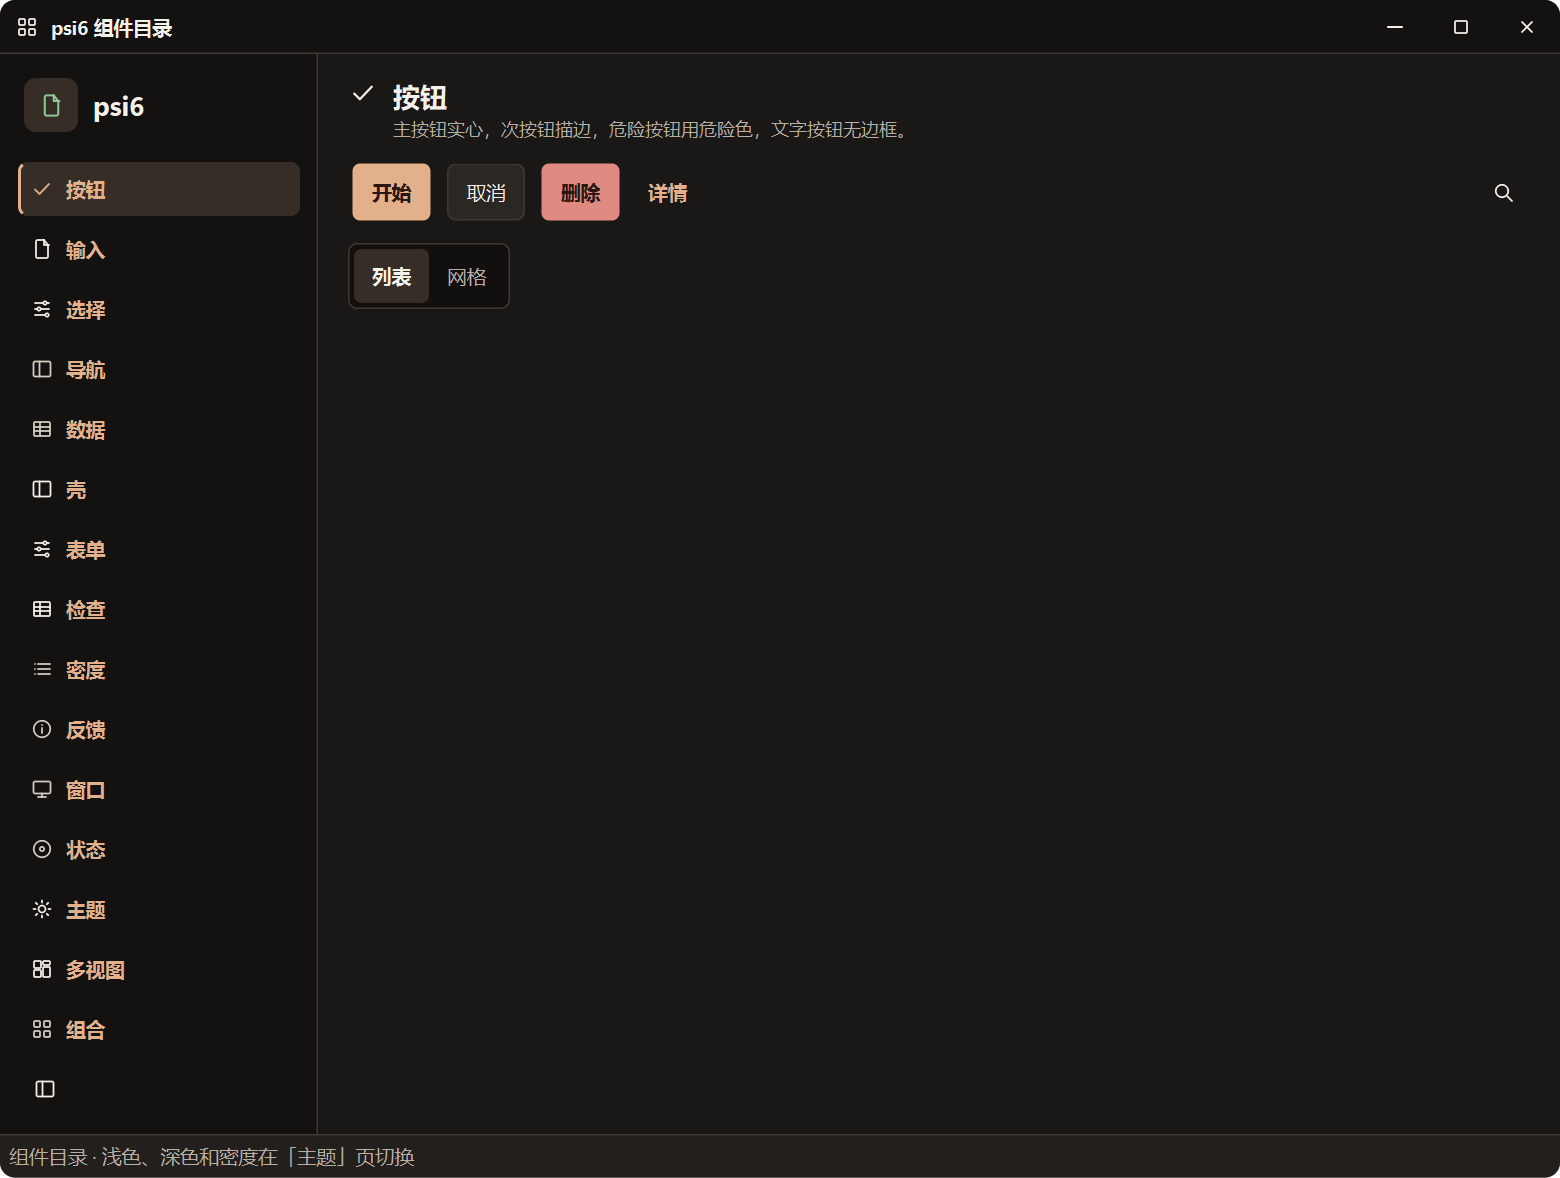 psi6 组件目录
psi6
按钮
输入
选择
导航
数据
壳
表单
检查
密度
反馈
窗口
状态
主题
多视图
组合
按钮
主按钮实心，次按钮描边，危险按钮用危险色，文字按钮无边框。
开始 取消 删除 详情
列表 网格
组件目录 · 浅色、深色和密度在「主题」页切换